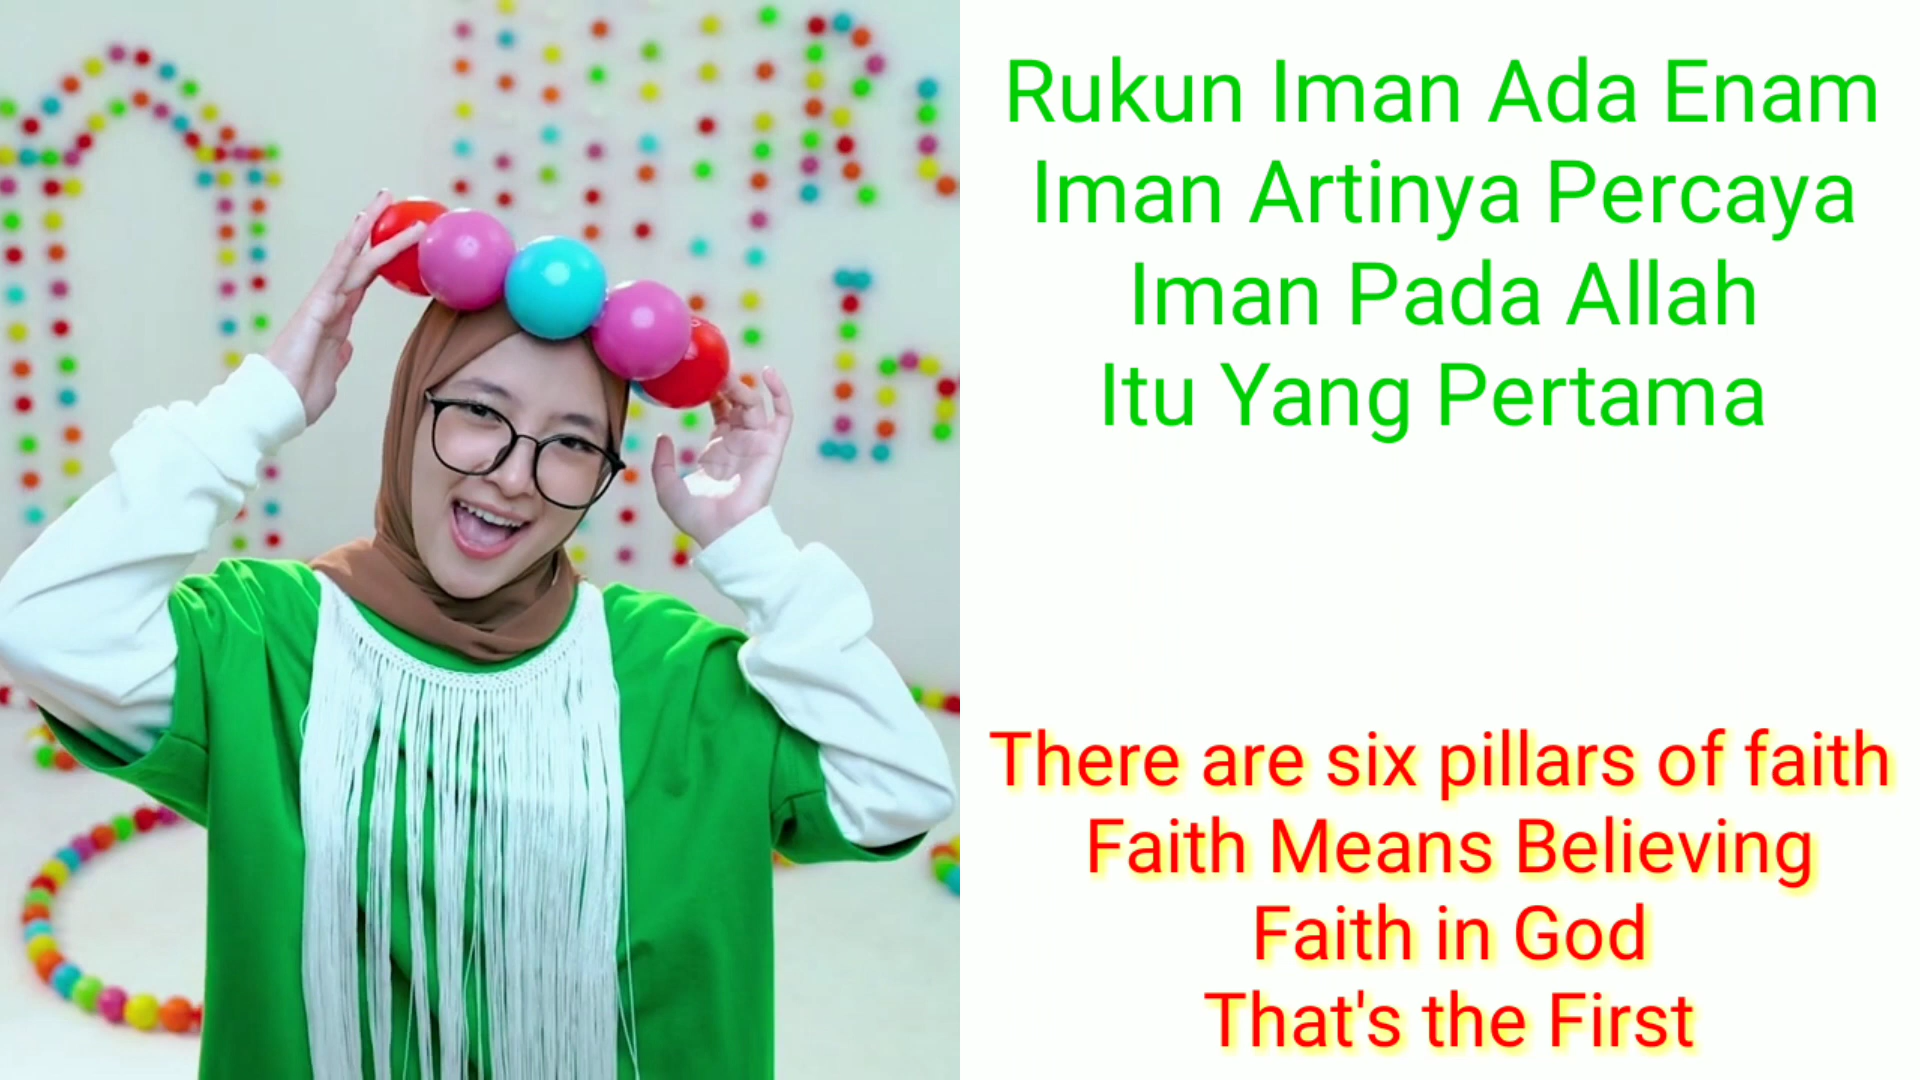 Rukun Iman Ada Enam
Iman Artinya Percaya
Iman Pada Allah
Itu Yang Pertama
There are six pillars of faith
Faith Means Believing
Faith in God
That's the First